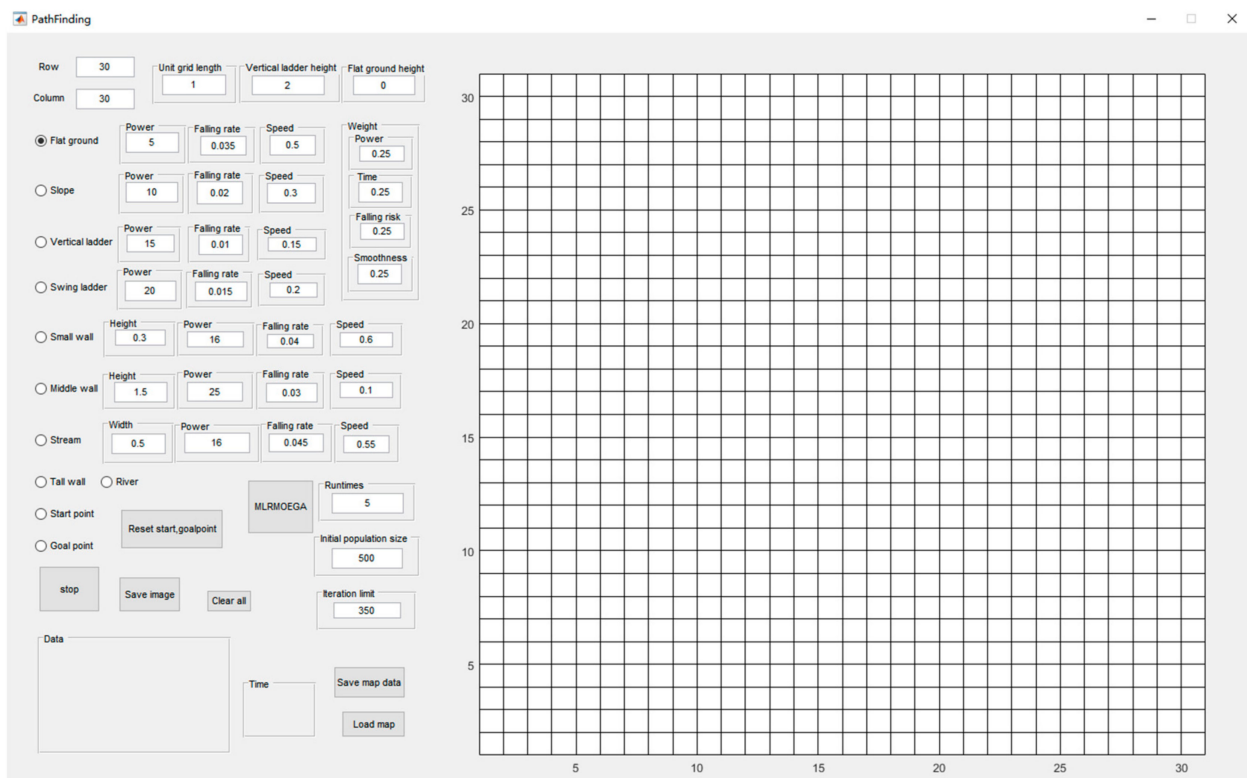 PathFinding
Row 30
Column 30
Unit grid length
1
Vertical ladder height
2
Flat ground height
0
Flat ground
Power
5
Falling rate
0.035
Speed
0.5
Slope
Power
10
Falling rate
0.02
Speed
0.3
Vertical ladder
Power
15
Falling rate
0.01
Speed
0.15
Swing ladder
Power
20
Falling rate
0.015
Speed
0.2
Weight
Power
0.25
Time
0.25
Falling risk
0.25
Smoothness
0.25
Small wall
Height
0.3
Power
16
Falling rate
0.04
Speed
0.6
Middle wall
Height
1.5
Power
25
Falling rate
0.03
Speed
0.1
Stream
Width
0.5
Power
16
Falling rate
0.045
Speed
0.55
Tall wall
River
Start point
Goal point
Reset start,goalpoint
MLRMOEGA
Runtimes
5
Initial population size
500
Iteration limit
350
stop
Save image
Clear all
Data
Time
Save map data
Load map
30
25
20
15
10
5
5 10 15 20 25 30